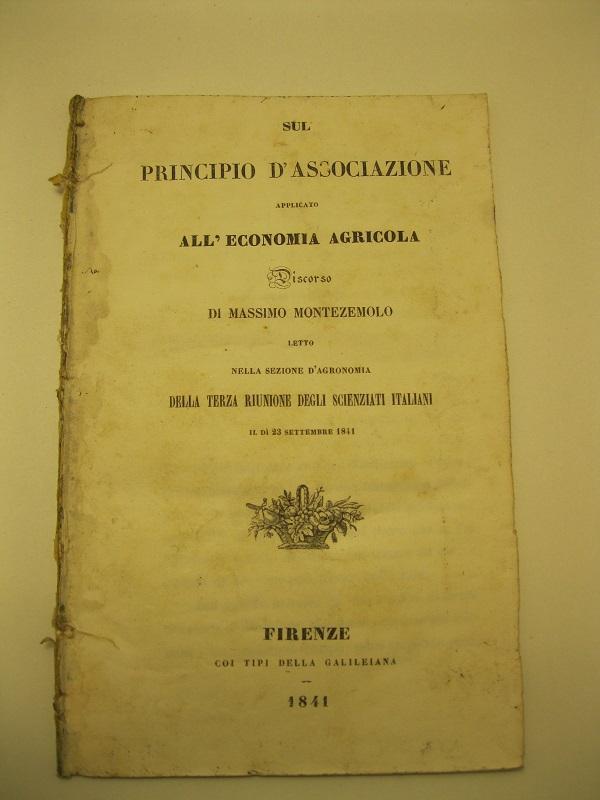 SUL
PRINCIPIO D'ASSOCIAZIONE
APPLICATO
ALL'ECONOMIA AGRICOLA
Discorso
DI MASSIMO MONTEZEMOLO
LETTO
NELLA SEZIONE D'AGRONOMIA
DELLA TERZA RIUNIONE DEGLI SCIENZIATI ITALIANI
IL DÌ 23 SETTEMBRE 1841
FIRENZE
COI TIPI DELLA GALILEIANA
1841